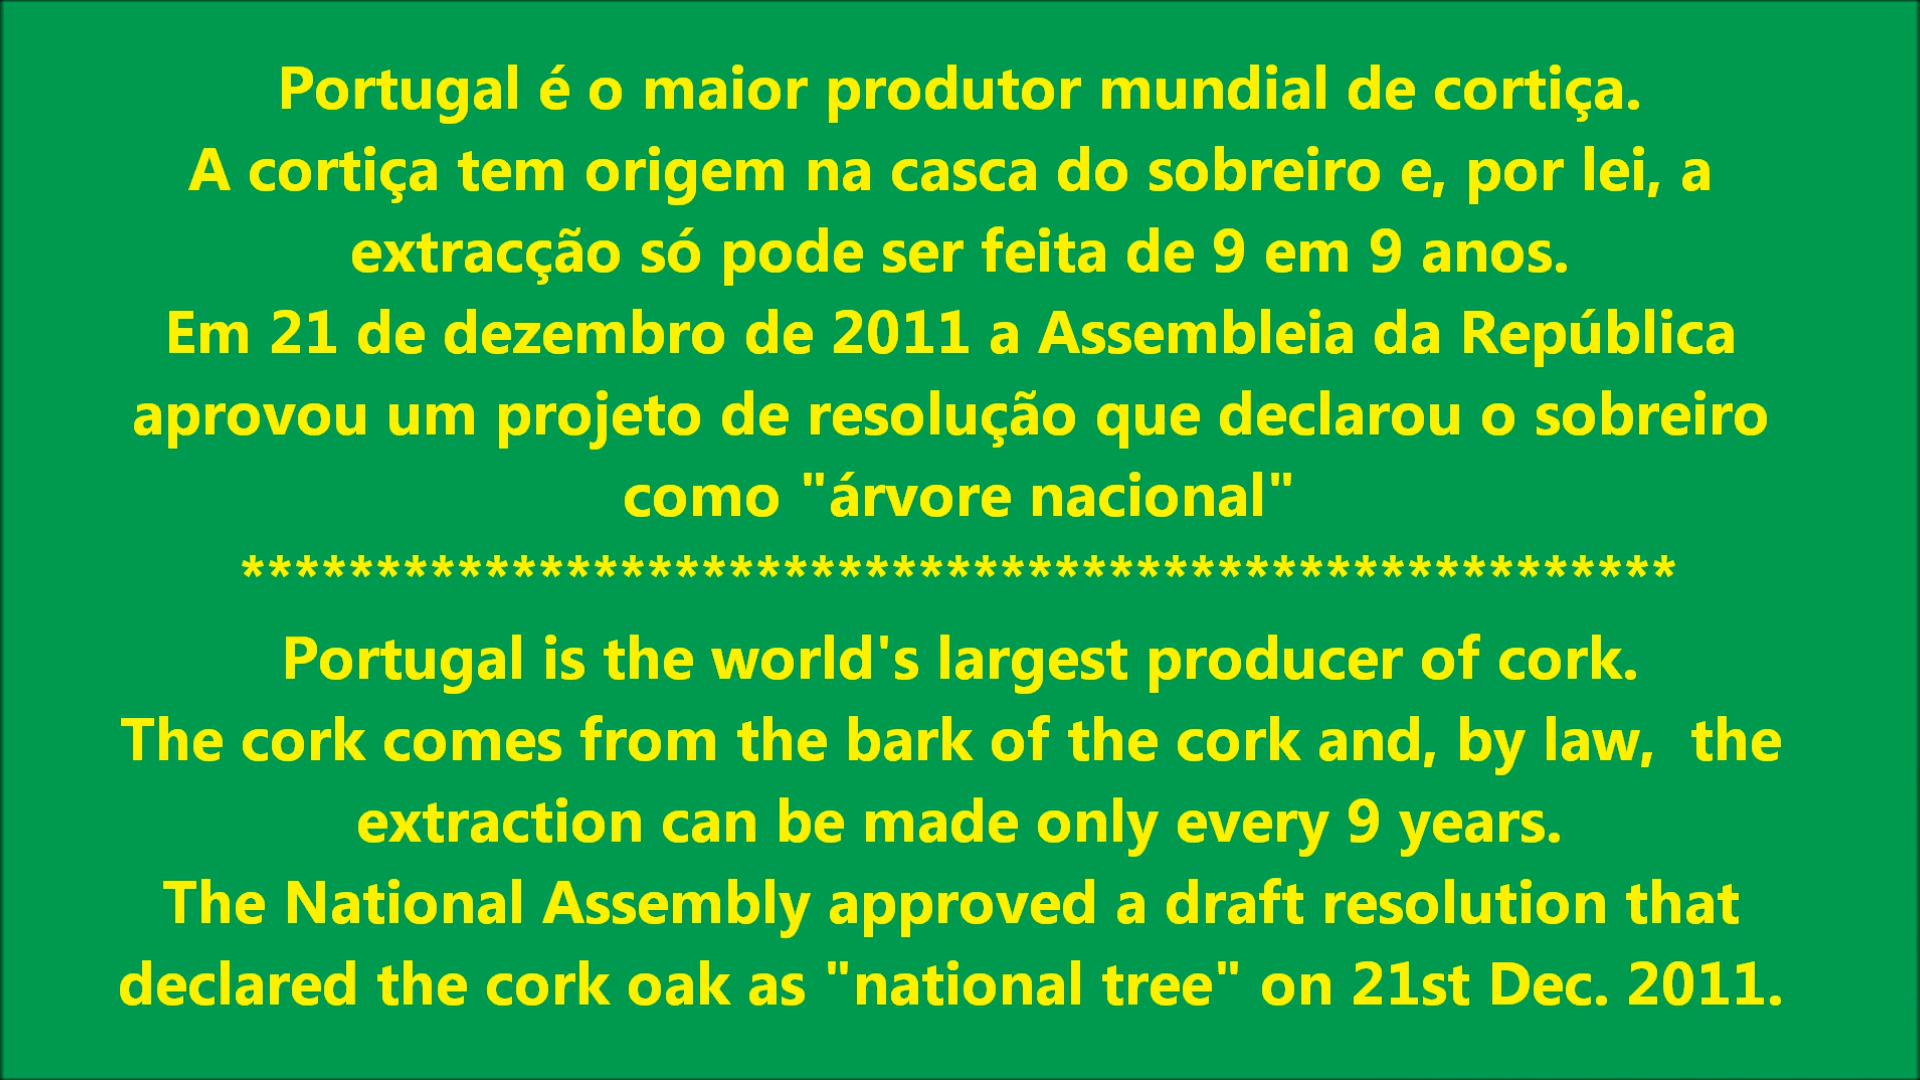 Portugal é o maior produtor mundial de cortiça.
A cortiça tem origem na casca do sobreiro e, por lei, a
extracção só pode ser feita de 9 em 9 anos.
Em 21 de dezembro de 2011 a Assembleia da República
aprovou um projeto de resolução que declarou o sobreiro
como "árvore nacional"
*****************************************************
Portugal is the world's largest producer of cork.
The cork comes from the bark of the cork and, by law,  the
extraction can be made only every 9 years.
The National Assembly approved a draft resolution that
declared the cork oak as "national tree" on 21st Dec. 2011.